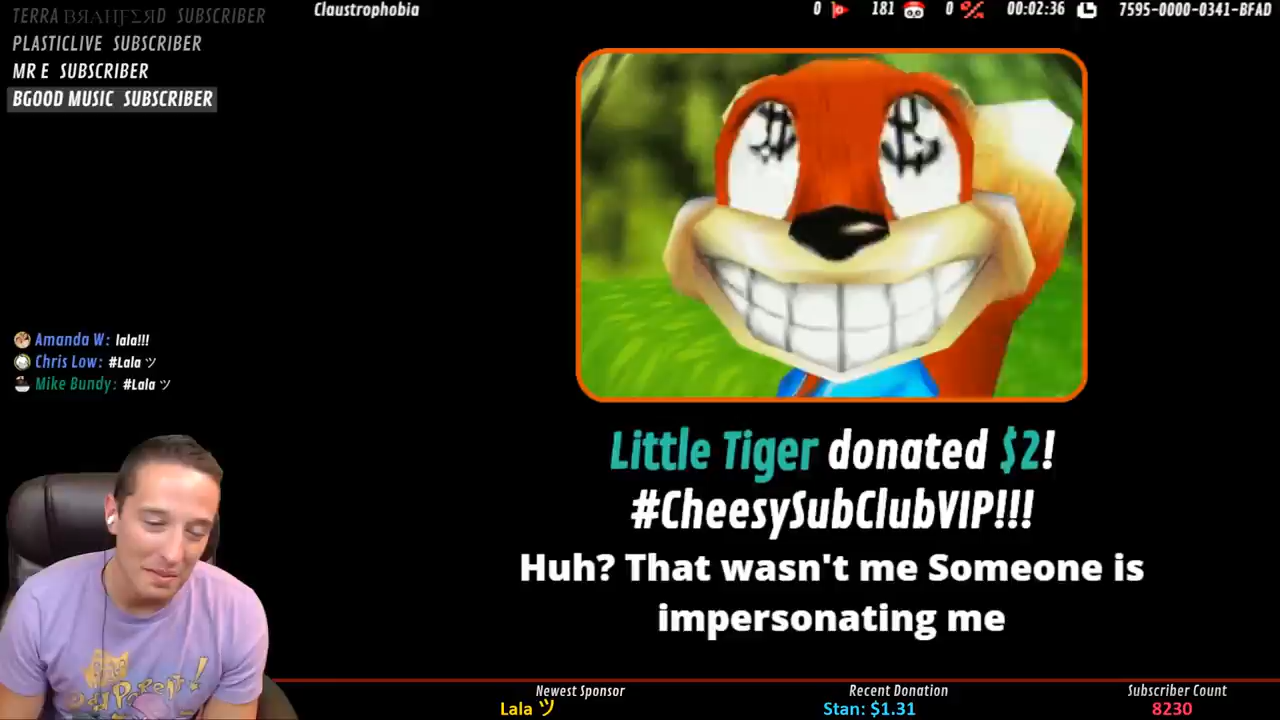 TERRA BЯAHFΣЯD SUBSCRIBER
PLASTICLIVE SUBSCRIBER
MR E SUBSCRIBER
BGOOD MUSIC SUBSCRIBER
Claustrophobia
0 181 0 00:02:36 7595-0000-0341-BFAD
Amanda W: lala!!!
Chris Low: #Lala ツ
Mike Bundy: #Lala ツ
Little Tiger donated $2!
#CheesySubClubVIP!!!
Huh? That wasn't me Someone is
impersonating me
Newest Sponsor
Lala ツ
Recent Donation
Stan: $1.31
Subscriber Count
8230